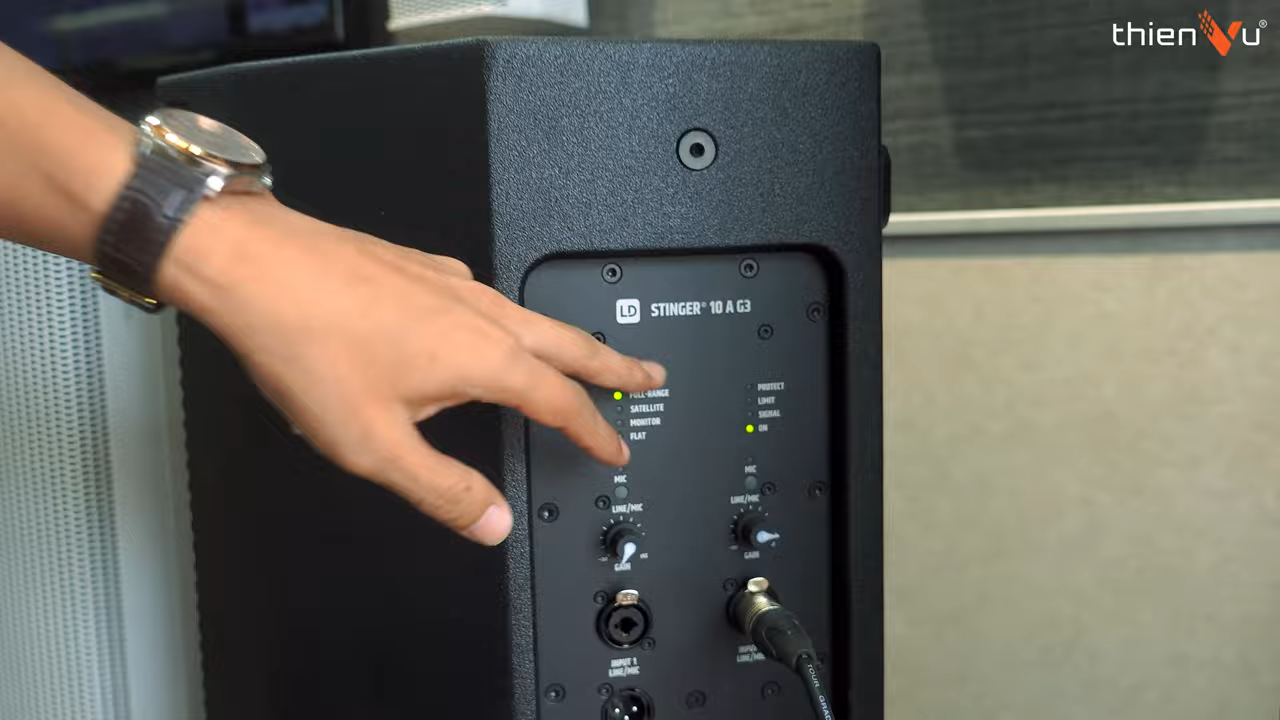 thienVu®
LD STINGER® 10 A G3
FULL-RANGE
SATELLITE
MONITOR
FLAT
PROTECT
LIMIT
SIGNAL
ON
MIC
LINE/MIC
GAIN
MIC
LINE/MIC
GAIN
INPUT 1
LINE/MIC
TOUR